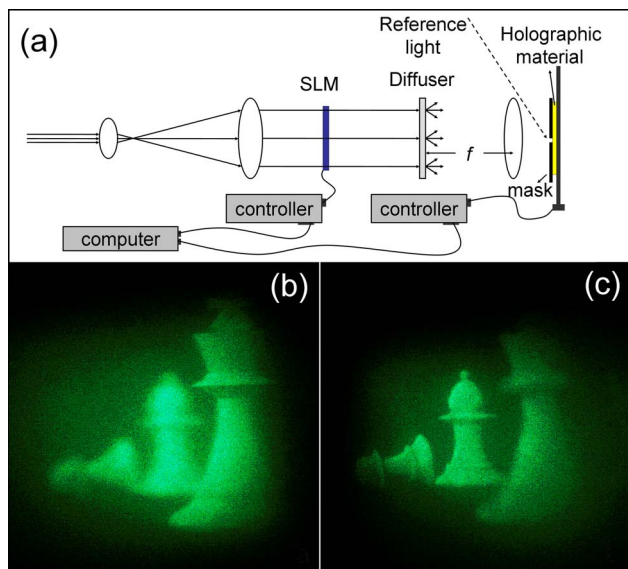 (a)
Reference
light
Holographic
material
SLM
Diffuser
f
mask
controller
controller
computer
(b)
(c)